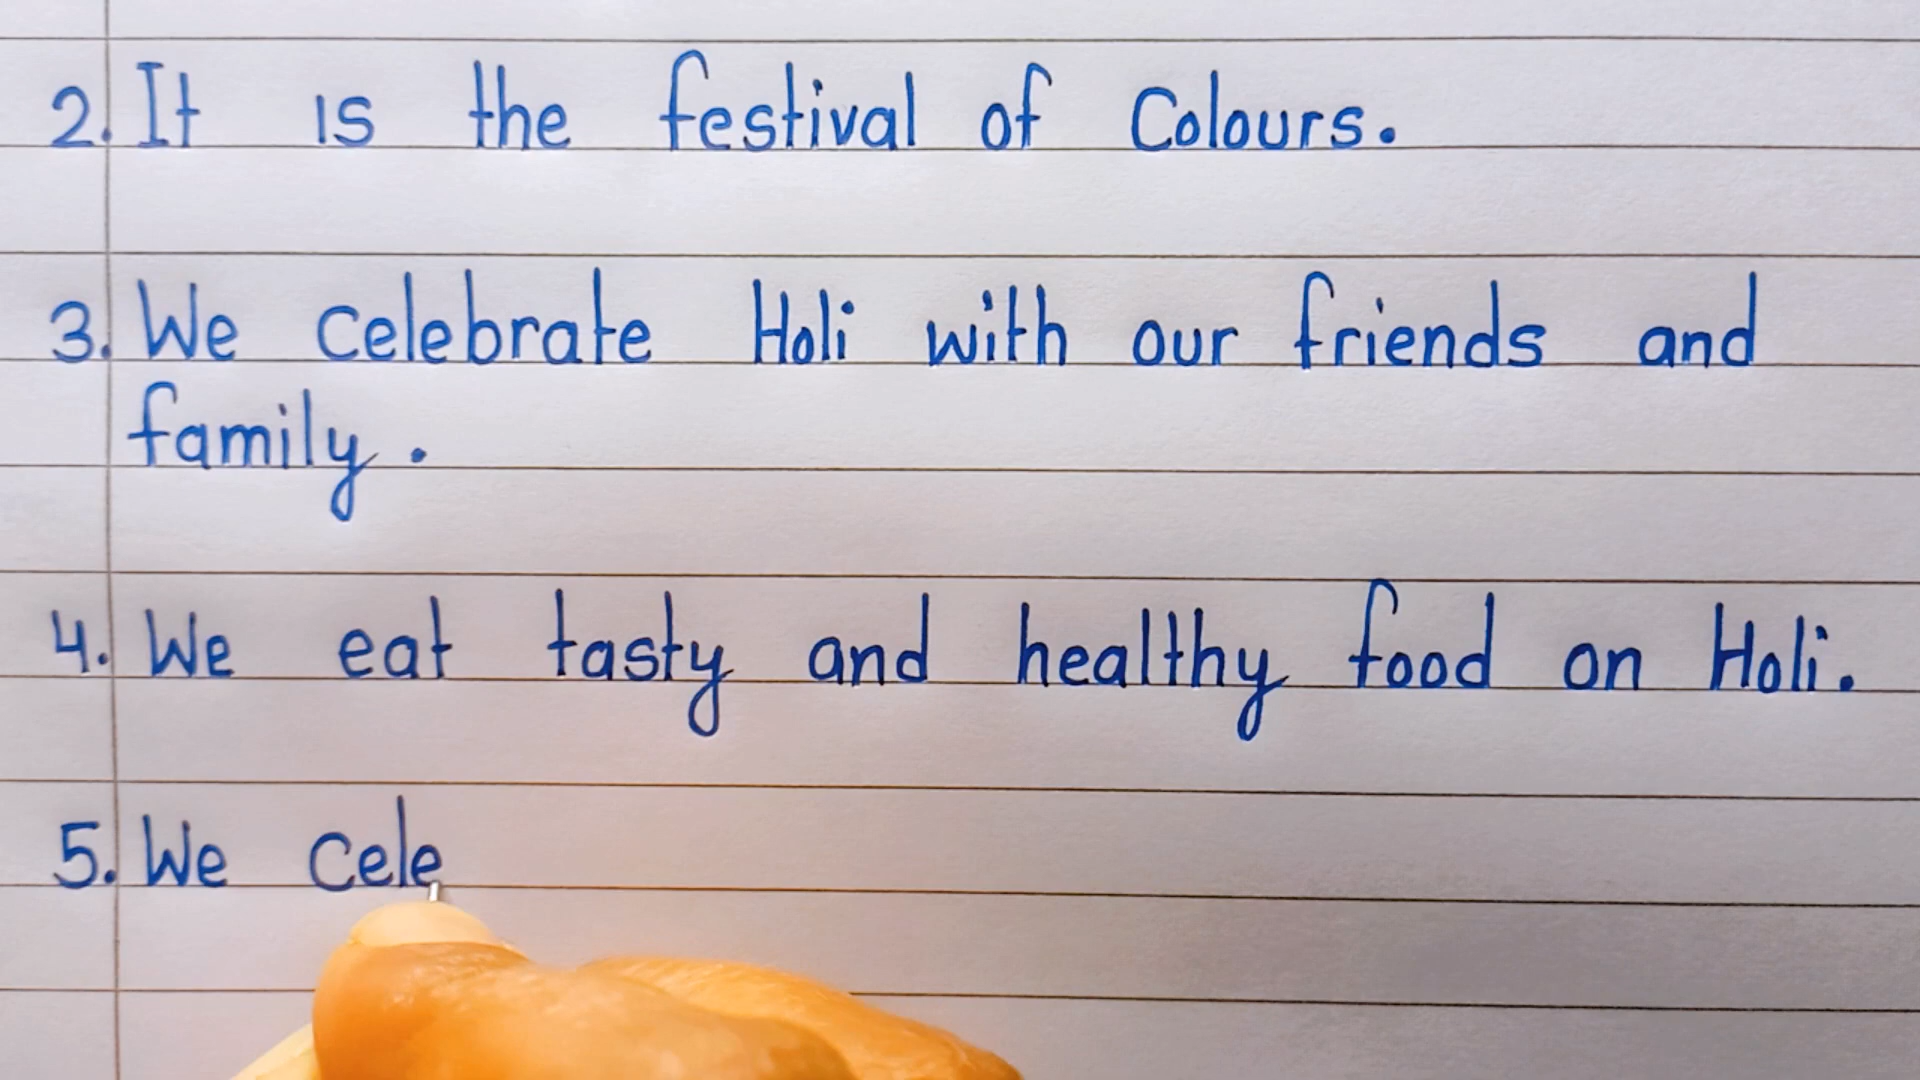 2. It is the festival of Colours.
3. We celebrate Holi with our friends and
family.
4. We eat tasty and healthy food on Holi.
5. We Cele